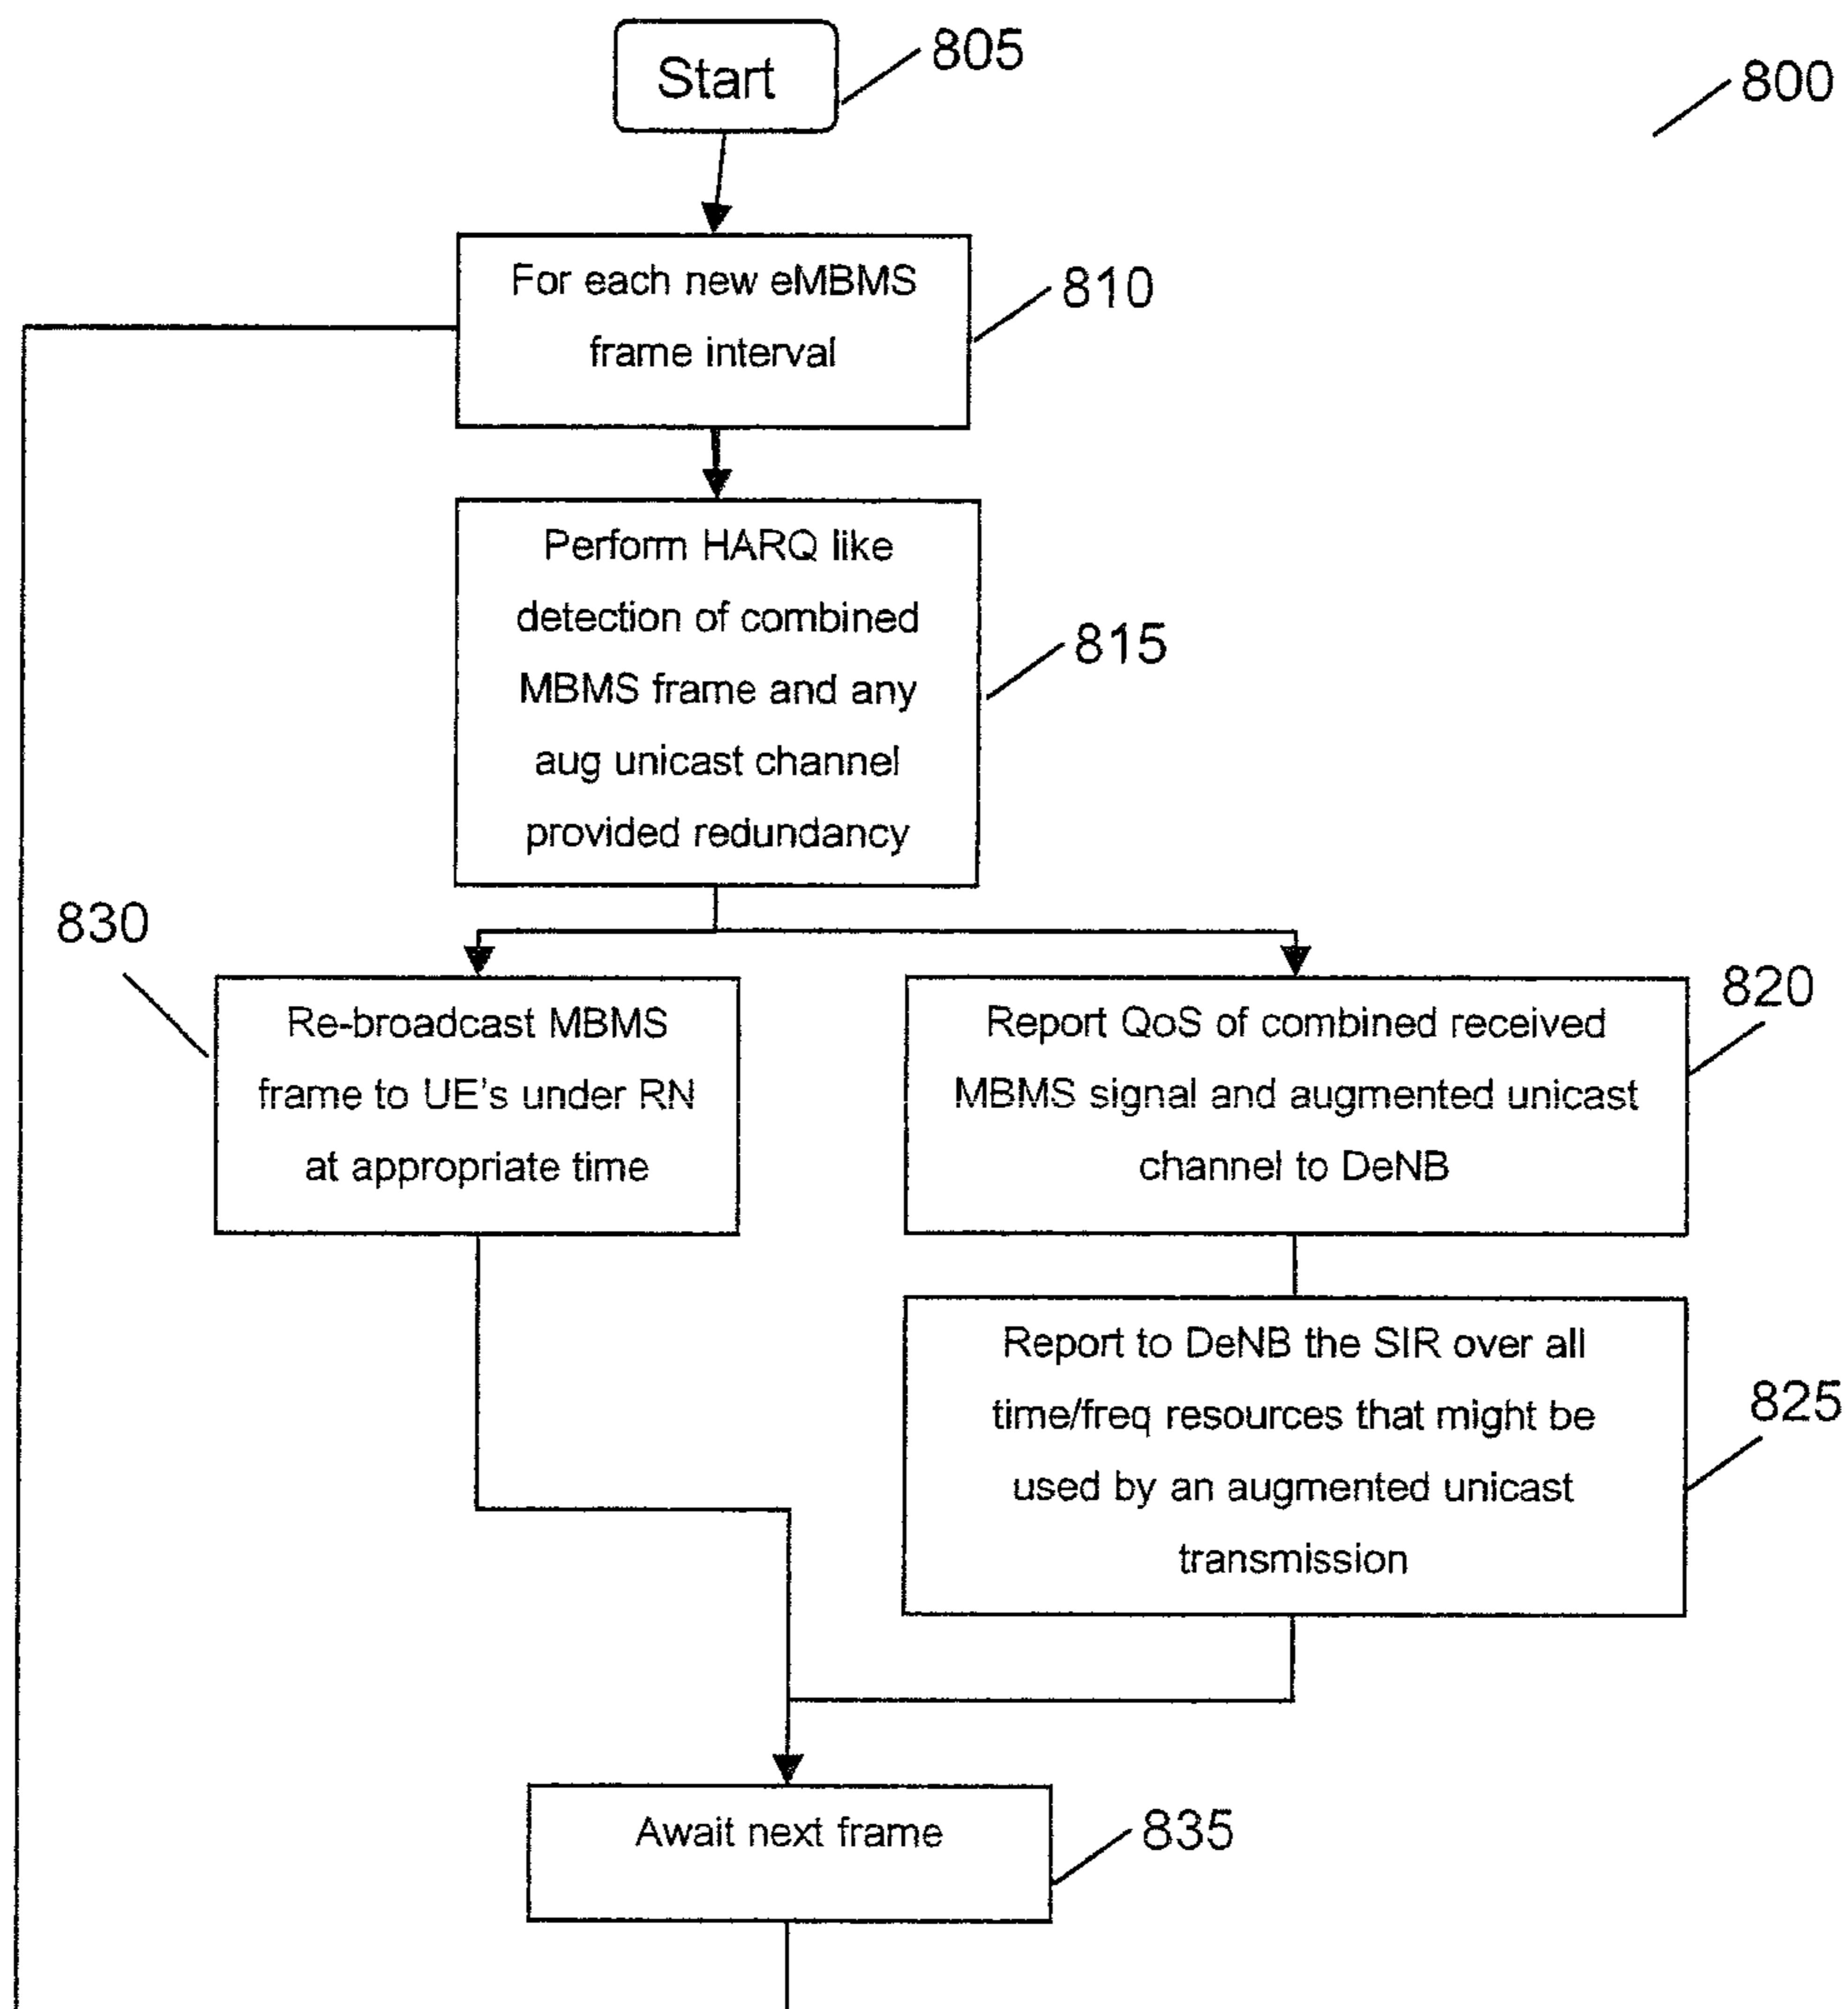 Start
805
800
For each new eMBMS
frame interval
810
Perform HARQ like
detection of combined
MBMS frame and any
aug unicast channel
provided redundancy
815
830
Re-broadcast MBMS
frame to UE's under RN
at appropriate time
820
Report QoS of combined received
MBMS signal and augmented unicast
channel to DeNB
Report to DeNB the SIR over all
time/freq resources that might be
used by an augmented unicast
transmission
825
Await next frame
835